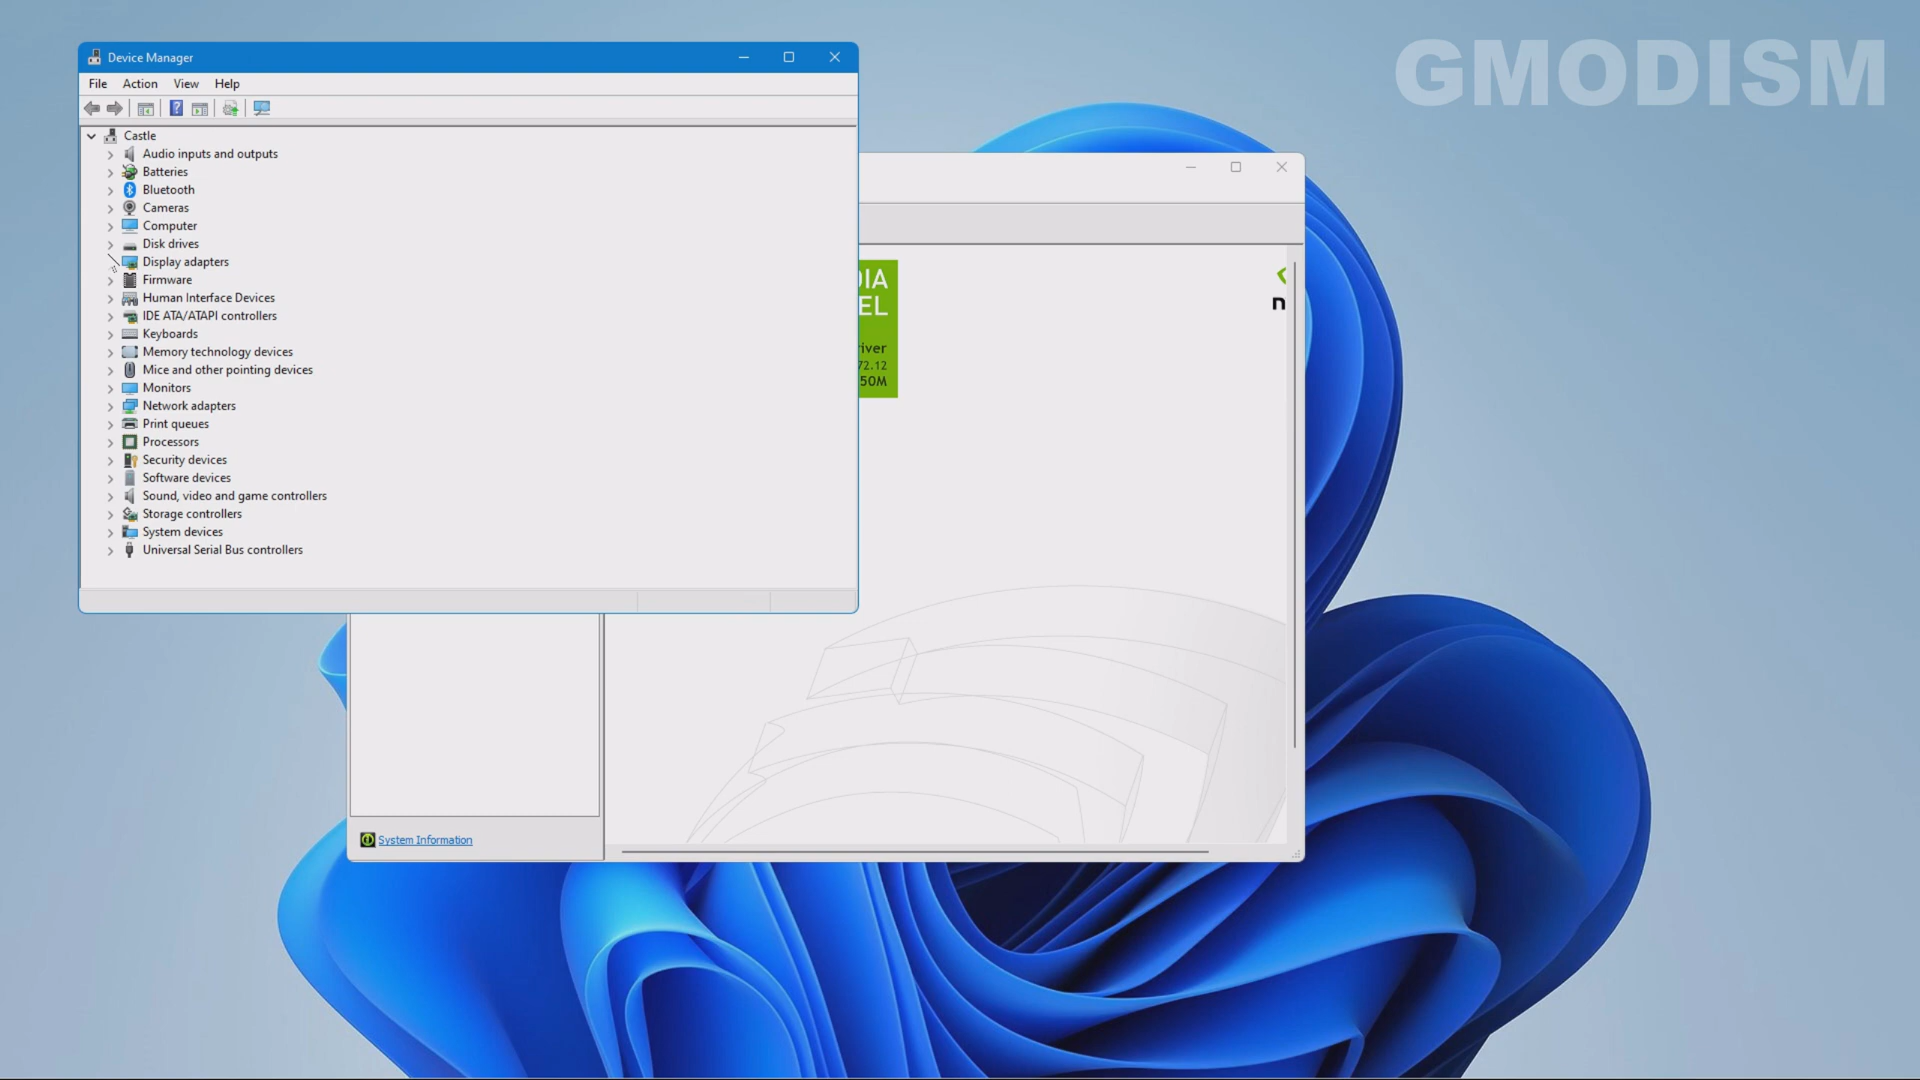 GMODISM
Device Manager
File Action View Help
Castle
Audio inputs and outputs
Batteries
Bluetooth
Cameras
Computer
Disk drives
Display adapters
Firmware
Human Interface Devices
IDE ATA/ATAPI controllers
Keyboards
Memory technology devices
Mice and other pointing devices
Monitors
Network adapters
Print queues
Processors
Security devices
Software devices
Sound, video and game controllers
Storage controllers
System devices
Universal Serial Bus controllers
IA
EL
iver
72.12
50M
n
System Information